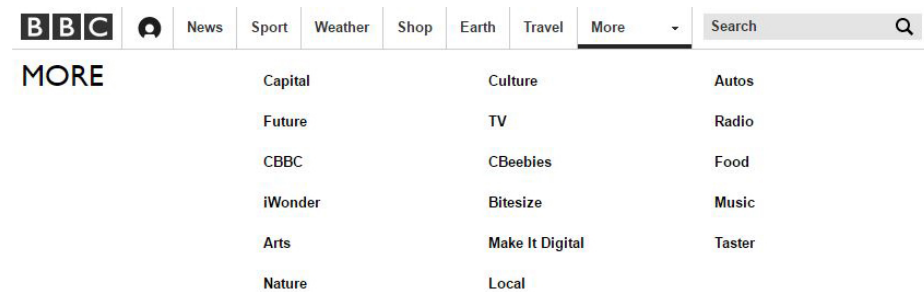 BBC News Sport Weather Shop Earth Travel More Search
MORE
Capital Culture Autos
Future TV Radio
CBBC CBeebies Food
iWonder Bitesize Music
Arts Make It Digital Taster
Nature Local